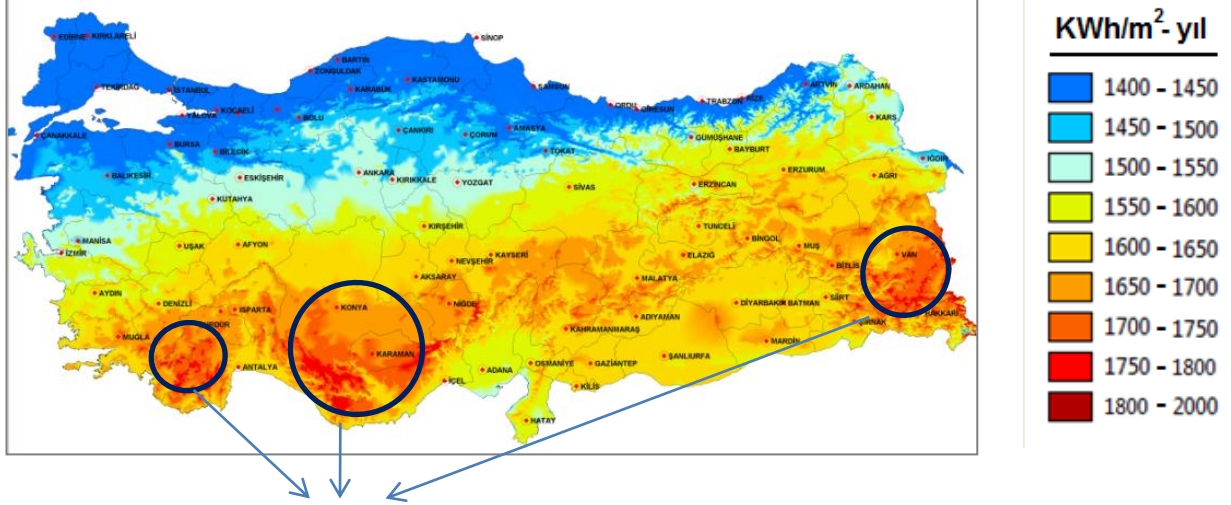 KWh/m²- yıl
1400 - 1450
1450 - 1500
1500 - 1550
1550 - 1600
1600 - 1650
1650 - 1700
1700 - 1750
1750 - 1800
1800 - 2000
SİNOP
EDİRNE
KIRKLARELİ
BARTIN
ZONGULDAK
KASTAMONU
TEKİRDAĞ
İSTANBUL
KARABÜK
SAMSUN
ARTVİN
ARDAHAN
KOCAELİ
YALOVA
BOLU
ORDU
GİRESUN
TRABZON
RİZE
KARS
ÇANAKKALE
BURSA
BİLECİK
ÇANKIRI
ÇORUM
AMASYA
TOKAT
GÜMÜŞHANE
BAYBURT
IĞDIR
BALIKESİR
ESKİŞEHİR
ANKARA
KIRIKKALE
YOZGAT
SİVAS
ERZİNCAN
ERZURUM
AĞRI
KUTAHYA
MANİSA
İZMİR
UŞAK
AFYON
KIRŞEHİR
NEVŞEHİR
KAYSERİ
TUNCELİ
BİNGOL
MUŞ
ELAZIĞ
BİTLİS
VAN
AKSARAY
MALATYA
AYDIN
DENİZLİ
ISPARTA
KONYA
NİĞDE
DİYARBAKIR
BATMAN
SİİRT
HAKKARİ
ŞIRNAK
ADIYAMAN
MUĞLA
KARAMAN
KAHRAMANMARAŞ
MARDİN
ANTALYA
İÇEL
ADANA
OSMANİYE
GAZİANTEP
ŞANLIURFA
KİLİS
HATAY